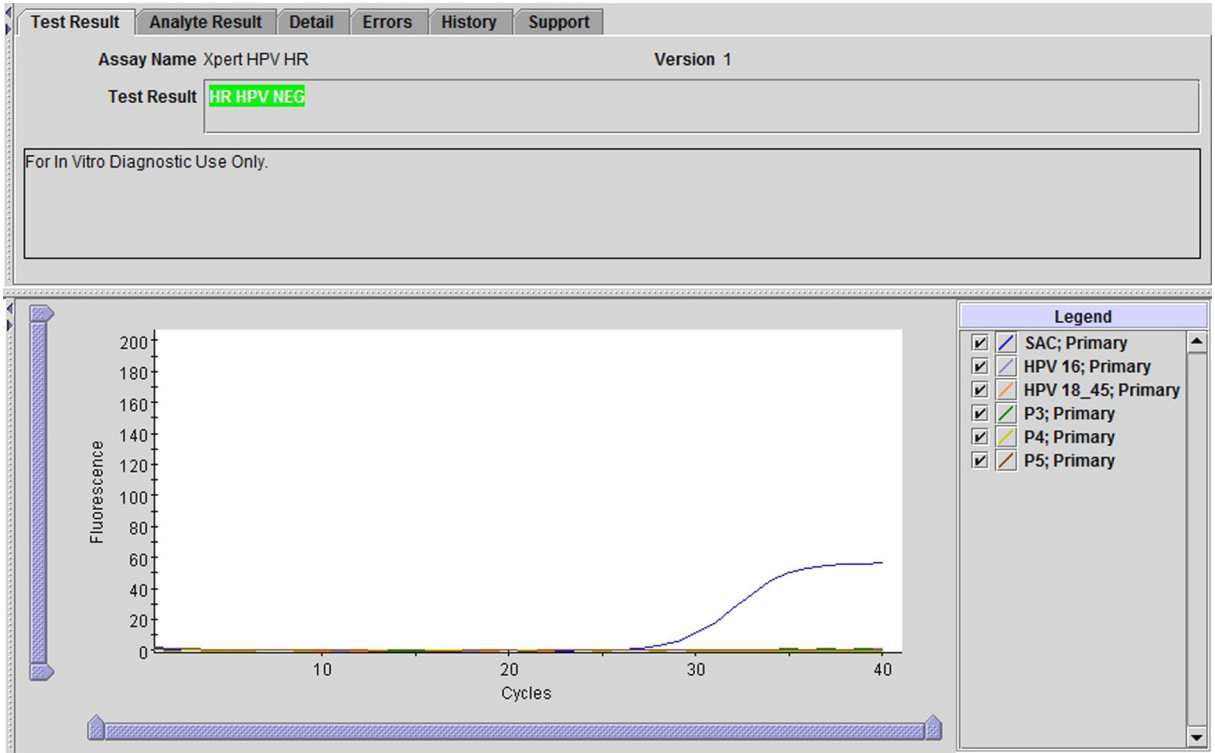 Test Result Analyte Result Detail Errors History Support
Assay Name Xpert HPV HR Version 1
Test Result HR HPV NEG
For In Vitro Diagnostic Use Only.
Legend
SAC; Primary
HPV 16; Primary
HPV 18_45; Primary
P3; Primary
P4; Primary
P5; Primary
Fluorescence
200
180
160
140
120
100
80
60
40
20
0
10 20 30 40
Cycles